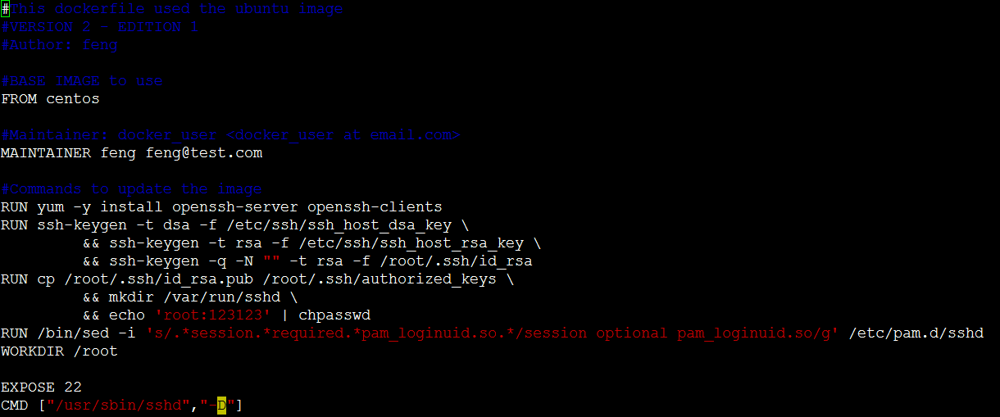 #This dockerfile used the ubuntu image
#VERSION 2 - EDITION 1
#Author: feng
#BASE IMAGE to use
FROM centos
#Maintainer: docker_user <docker_user at email.com>
MAINTAINER feng feng@test.com
#Commands to update the image
RUN yum -y install openssh-server openssh-clients
RUN ssh-keygen -t dsa -f /etc/ssh/ssh_host_dsa_key \
&& ssh-keygen -t rsa -f /etc/ssh/ssh_host_rsa_key \
&& ssh-keygen -q -N "" -t rsa -f /root/.ssh/id_rsa
RUN cp /root/.ssh/id_rsa.pub /root/.ssh/authorized_keys \
&& mkdir /var/run/sshd \
&& echo 'root:123123' | chpasswd
RUN /bin/sed -i 's/.*session.*required.*pam_loginuid.so.*/session optional pam_loginuid.so/g' /etc/pam.d/sshd
WORKDIR /root
EXPOSE 22
CMD ["/usr/sbin/sshd","-D"]